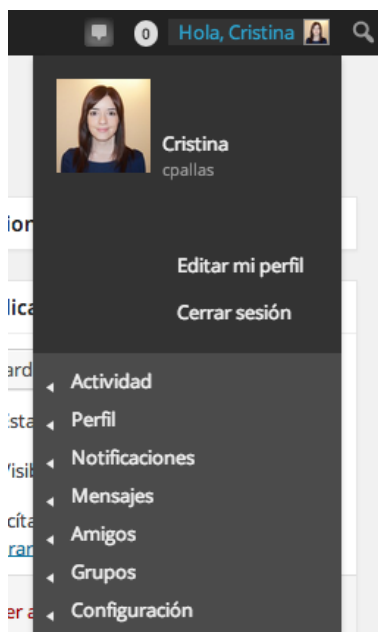 0 Hola, Cristina
Cristina
cpallas
Editar mi perfil
Cerrar sesión
Actividad
Perfil
Notificaciones
Mensajes
Amigos
Grupos
Configuración